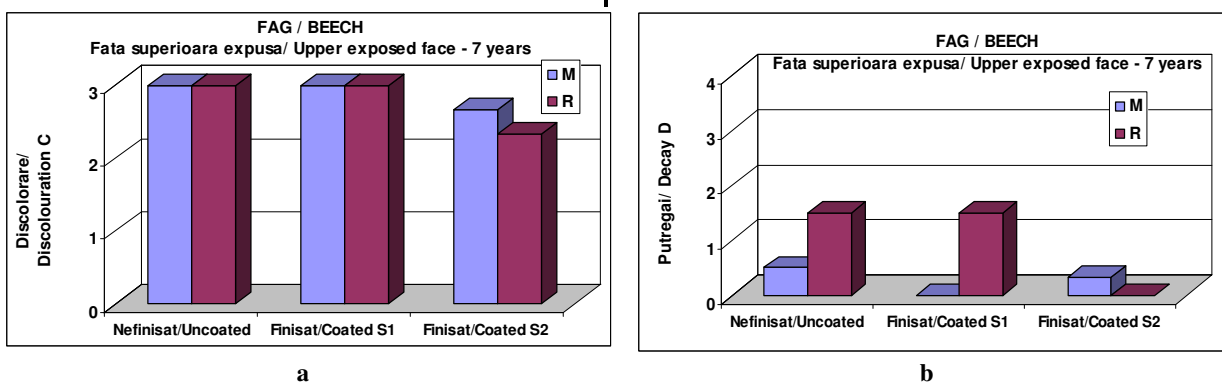 FAG / BEECH
Fata superioara expusa/ Upper exposed face - 7 years
M
R
Discolorare/
Discolouration C
3
2
1
0
Nefinisat/Uncoated Finisat/Coated S1 Finisat/Coated S2
a
FAG / BEECH
Fata superioara expusa/ Upper exposed face - 7 years
M
R
Putregai/ Decay D
4
3
2
1
0
Nefinisat/Uncoated Finisat/Coated S1 Finisat/Coated S2
b